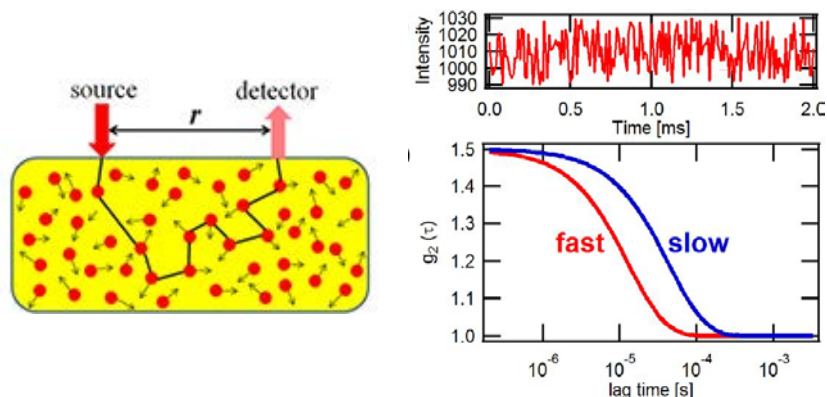 source
detector
r
Intensity
1030
1020
1010
1000
990
0.0
0.5
1.0
1.5
2.0
Time [ms]
g₂ (τ)
1.5
1.4
1.3
1.2
1.1
1.0
fast
slow
10⁻⁶
10⁻⁵
10⁻⁴
10⁻³
lag time [s]